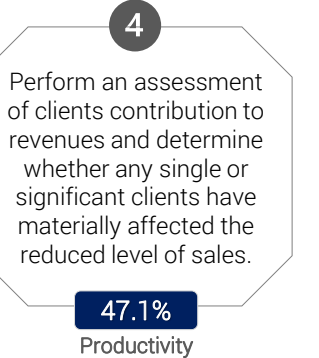 4
Perform an assessment
of clients contribution to
revenues and determine
whether any single or
significant clients have
materially affected the
reduced level of sales.
47.1%
Productivity